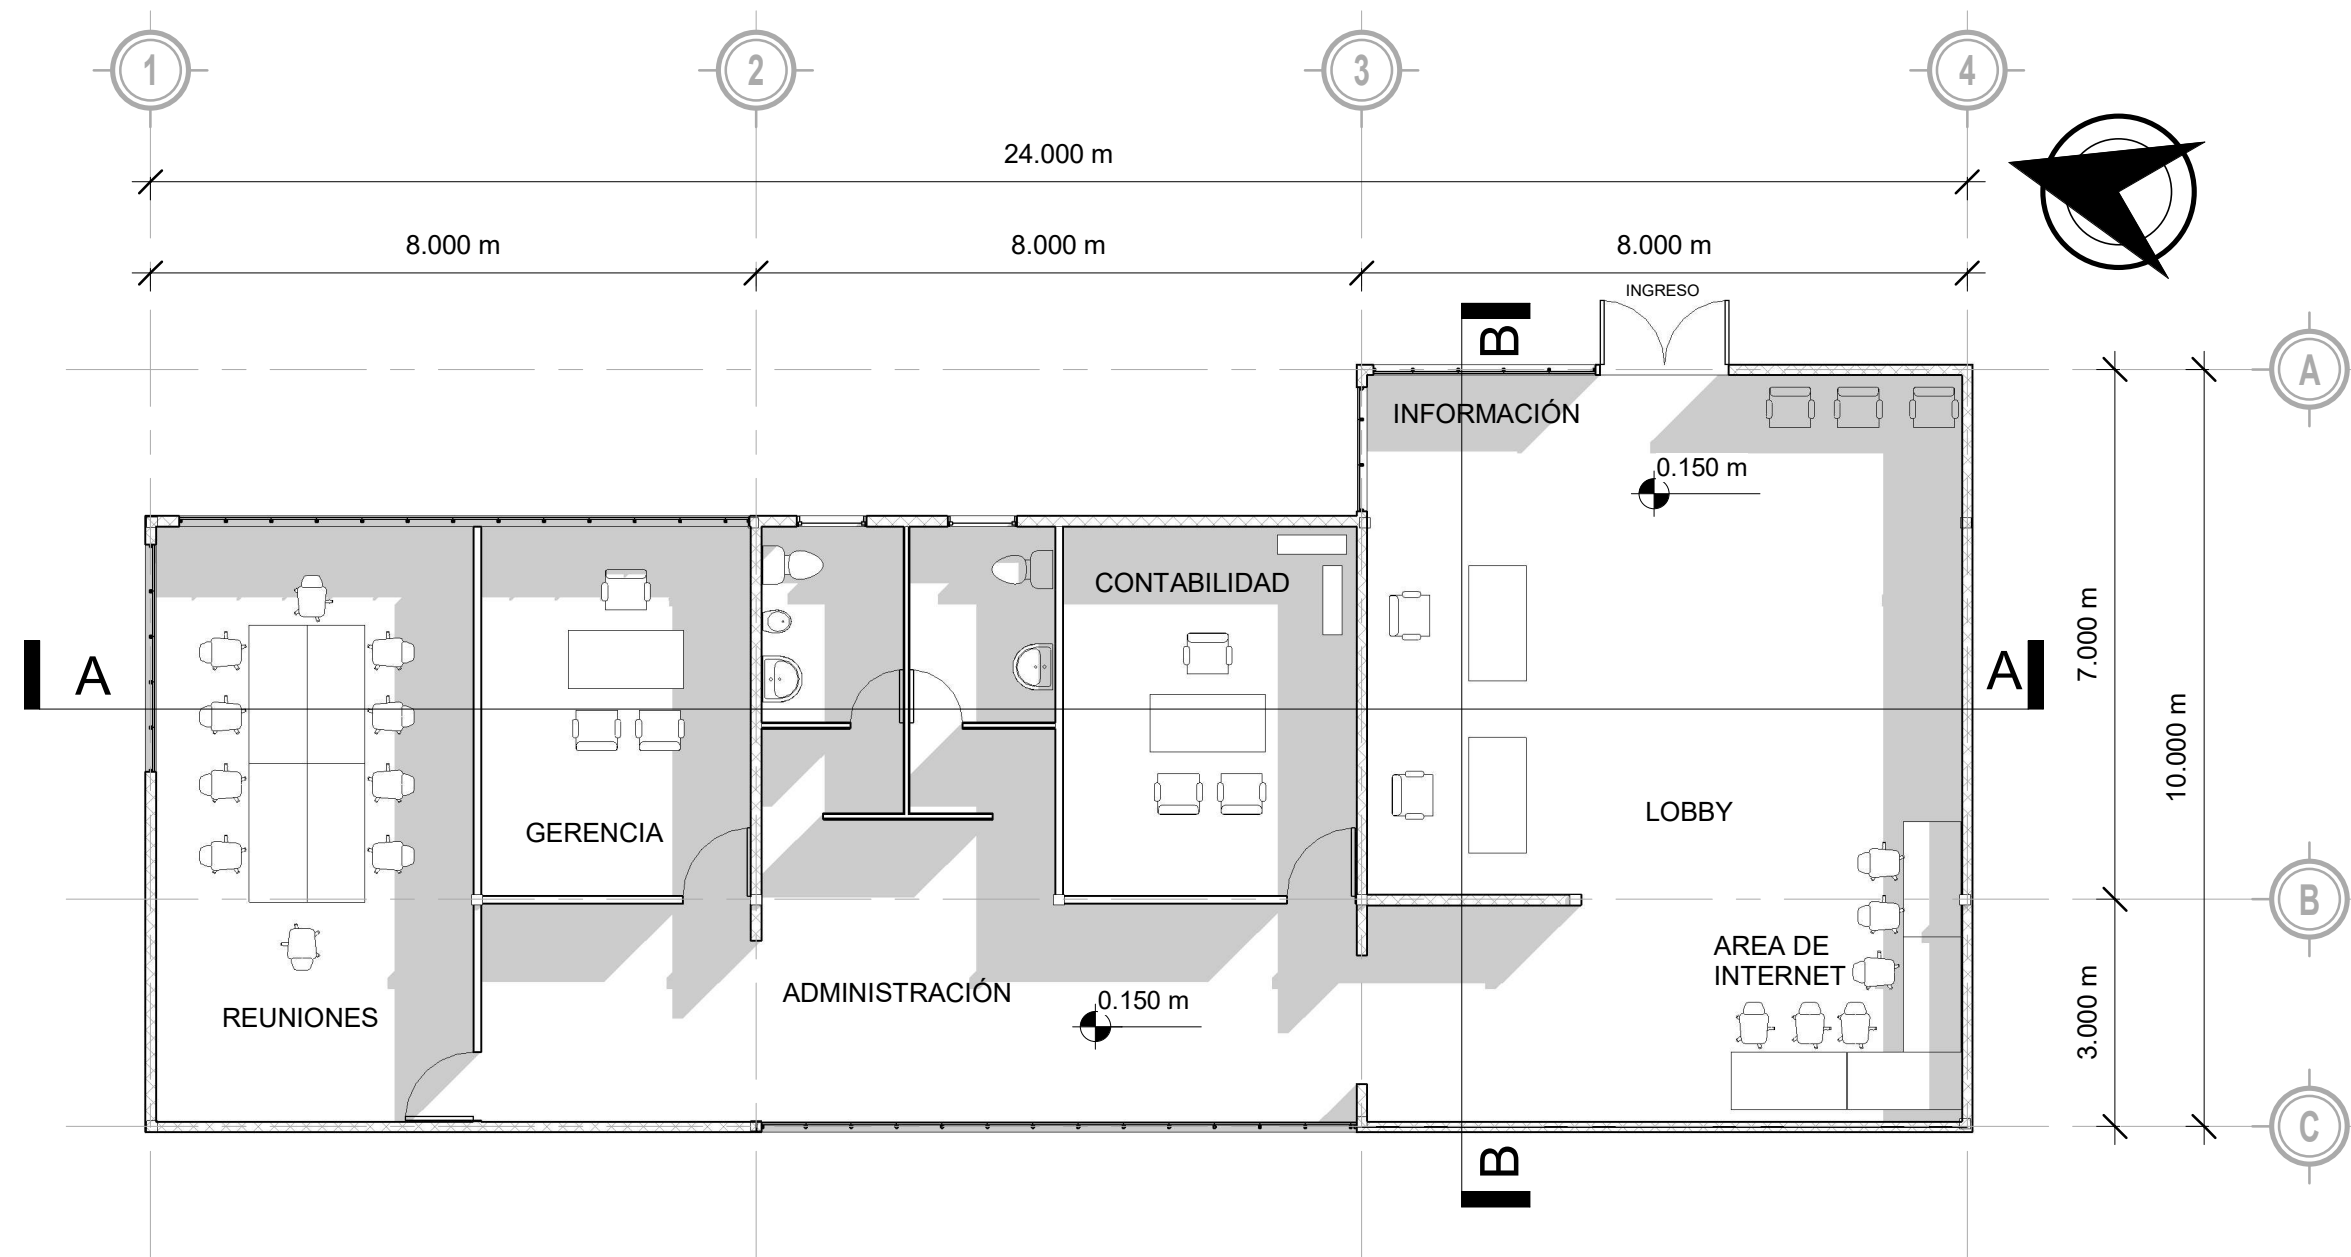 1
2
3
4
24.000 m
8.000 m
8.000 m
8.000 m
INGRESO
B
A
INFORMACIÓN
0.150 m
CONTABILIDAD
7.000 m
A
A
10.000 m
LOBBY
GERENCIA
B
AREA DE
INTERNET
ADMINISTRACIÓN
0.150 m
REUNIONES
3.000 m
C
B